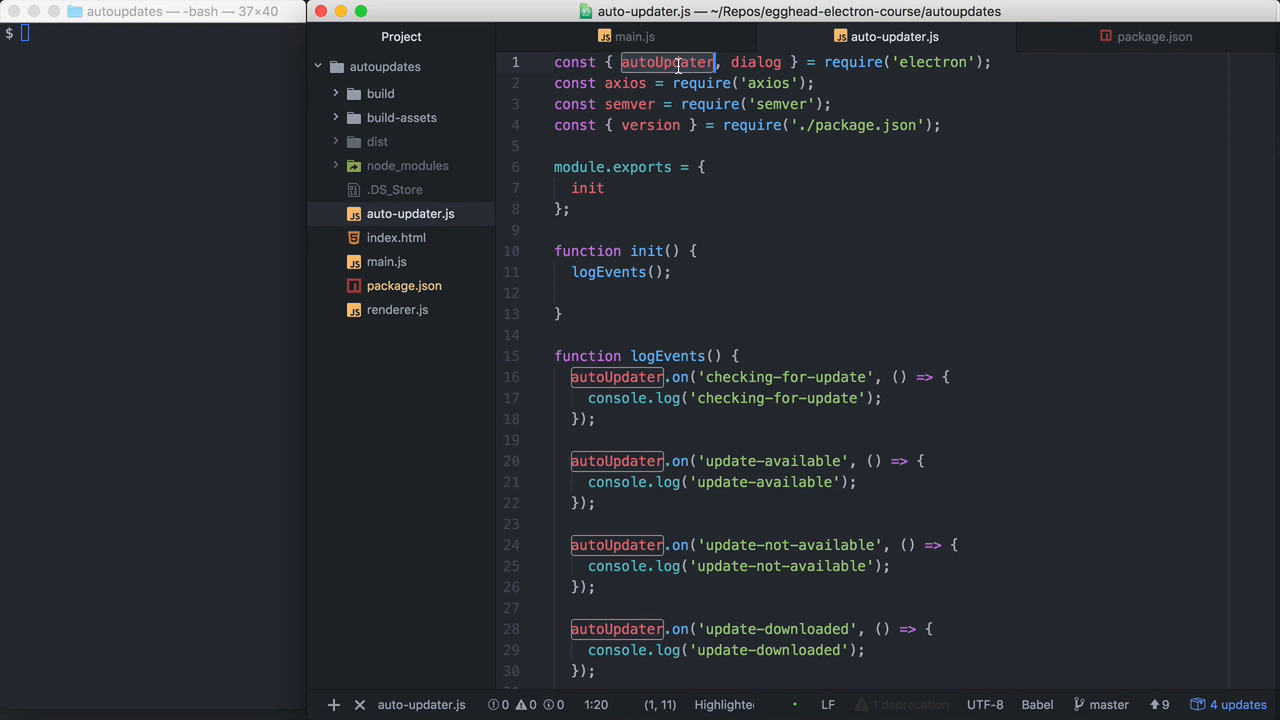 autoupdates — -bash — 37×40
$
auto-updater.js — ~/Repos/egghead-electron-course/autoupdates
Project
autoupdates
build
build-assets
dist
node_modules
.DS_Store
auto-updater.js
index.html
main.js
package.json
renderer.js
main.js
auto-updater.js
package.json
1 const { autoUpdater, dialog } = require('electron');
2 const axios = require('axios');
3 const semver = require('semver');
4 const { version } = require('./package.json');
5
6 module.exports = {
7 init
8 };
9
10 function init() {
11 logEvents();
12
13 }
14
15 function logEvents() {
16 autoUpdater.on('checking-for-update', () => {
17 console.log('checking-for-update');
18 });
19
20 autoUpdater.on('update-available', () => {
21 console.log('update-available');
22 });
23
24 autoUpdater.on('update-not-available', () => {
25 console.log('update-not-available');
26 });
27
28 autoUpdater.on('update-downloaded', () => {
29 console.log('update-downloaded');
30 });
auto-updater.js 0 0 0 1:20 (1, 11) Highlighte LF 1 deprecation UTF-8 Babel master 9 4 updates